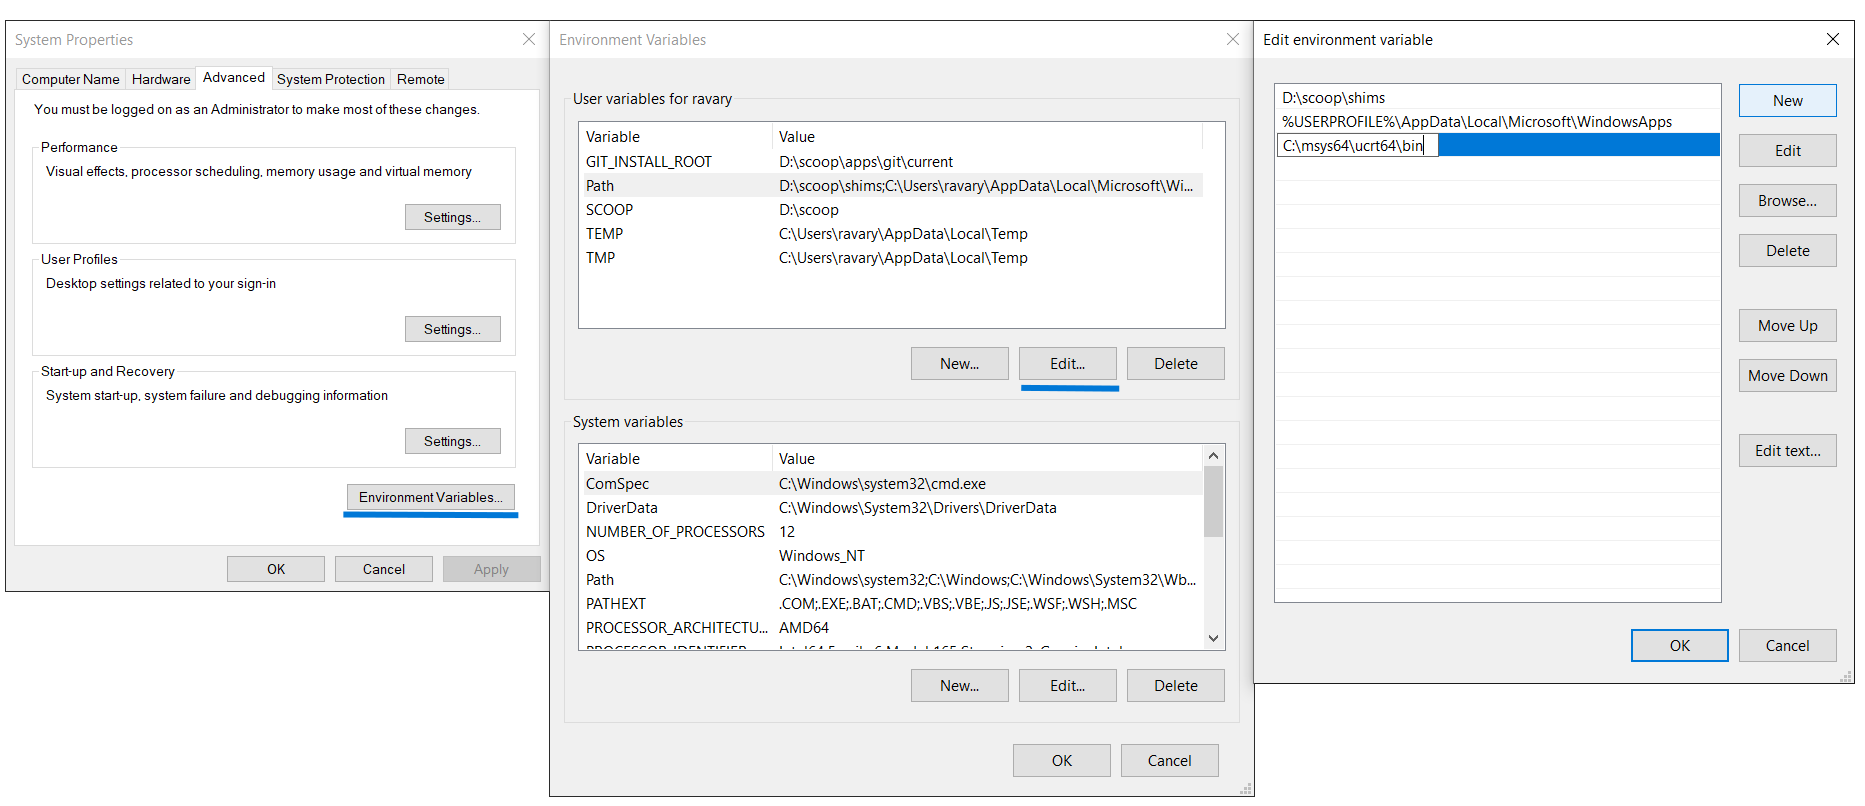 System Properties
Computer Name Hardware Advanced System Protection Remote
You must be logged on as an Administrator to make most of these changes.
Performance
Visual effects, processor scheduling, memory usage and virtual memory
Settings...
User Profiles
Desktop settings related to your sign-in
Settings...
Start-up and Recovery
System start-up, system failure and debugging information
Settings...
Environment Variables...
OK Cancel Apply
Environment Variables
User variables for ravary
Variable Value
GIT_INSTALL_ROOT D:\scoop\apps\git\current
Path D:\scoop\shims;C:\Users\ravary\AppData\Local\Microsoft\Wi...
SCOOP D:\scoop
TEMP C:\Users\ravary\AppData\Local\Temp
TMP C:\Users\ravary\AppData\Local\Temp
New... Edit... Delete
System variables
Variable Value
ComSpec C:\Windows\system32\cmd.exe
DriverData C:\Windows\System32\Drivers\DriverData
NUMBER_OF_PROCESSORS 12
OS Windows_NT
Path C:\Windows\system32;C:\Windows;C:\Windows\System32\Wb...
PATHEXT .COM;.EXE;.BAT;.CMD;.VBS;.VBE;.JS;.JSE;.WSF;.WSH;.MSC
PROCESSOR_ARCHITECTU... AMD64
New... Edit... Delete
OK Cancel
Edit environment variable
D:\scoop\shims
%USERPROFILE%\AppData\Local\Microsoft\WindowsApps
C:\msys64\ucrt64\bin
New
Edit
Browse...
Delete
Move Up
Move Down
Edit text...
OK Cancel